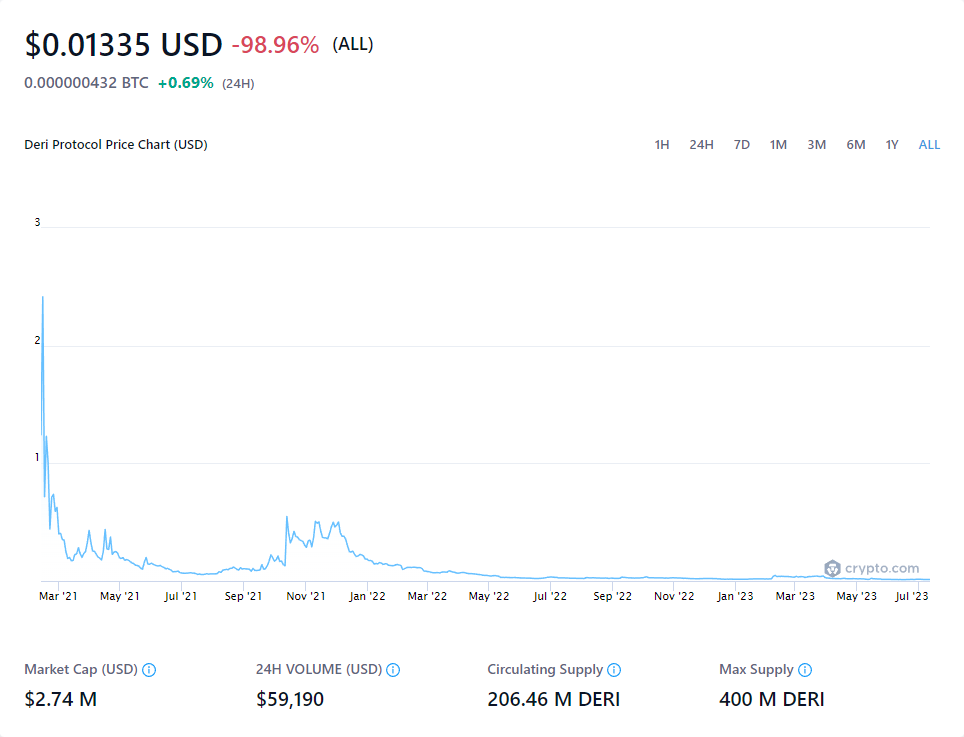 $0.01335 USD -98.96% (ALL)
0.000000432 BTC +0.69% (24H)
Deri Protocol Price Chart (USD) 1H 24H 7D 1M 3M 6M 1Y ALL
3
2
1
crypto.com
Mar '21 May '21 Jul '21 Sep '21 Nov '21 Jan '22 Mar '22 May '22 Jul '22 Sep '22 Nov '22 Jan '23 Mar '23 May '23 Jul '23
Market Cap (USD) 24H VOLUME (USD) Circulating Supply Max Supply
$2.74 M $59,190 206.46 M DERI 400 M DERI